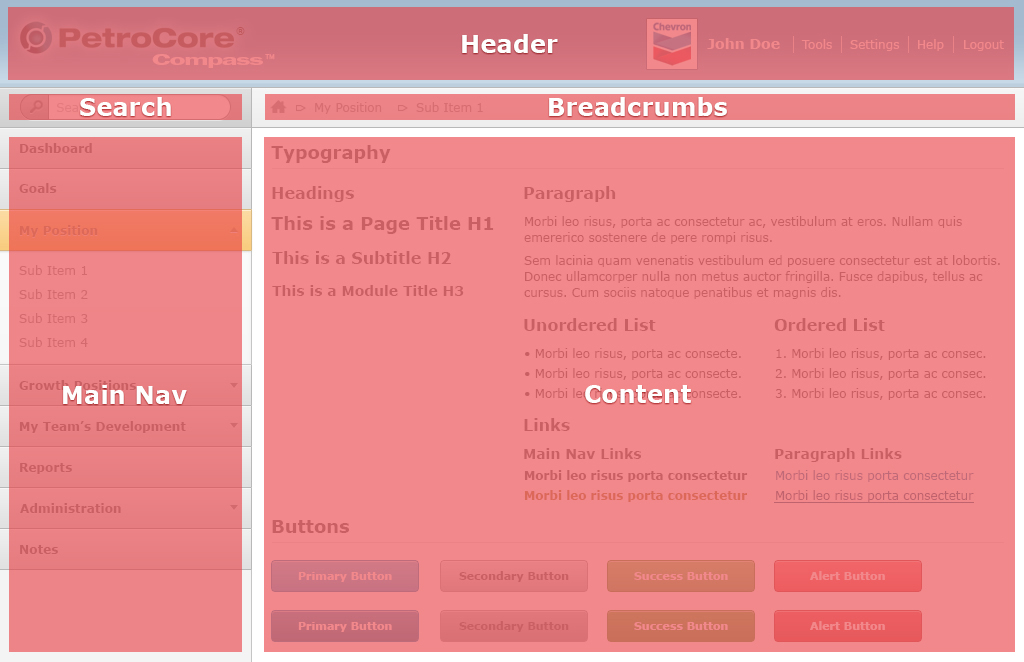 PetroCore®
Compass™
Header
Chevron
John Doe
Tools
Settings
Help
Logout
Search
My Position
Sub Item 1
Breadcrumbs
Dashboard
Goals
My Position
Sub Item 1
Sub Item 2
Sub Item 3
Sub Item 4
Growth Positions
Main Nav
My Team's Development
Reports
Administration
Notes
Typography
Headings
This is a Page Title H1
This is a Subtitle H2
This is a Module Title H3
Paragraph
Morbi leo risus, porta ac consectetur ac, vestibulum at eros. Nullam quis
emererico sostenere de pere rompi risus.
Sem lacinia quam venenatis vestibulum ed posuere consectetur est at lobortis.
Donec ullamcorper nulla non metus auctor fringilla. Fusce dapibus, tellus ac
cursus. Cum sociis natoque penatibus et magnis dis.
Unordered List
• Morbi leo risus, porta ac consecte.
• Morbi leo risus, porta ac consecte.
• Morbi leo risus, porta ac consecte.
Ordered List
1. Morbi leo risus, porta ac consec.
2. Morbi leo risus, porta ac consec.
3. Morbi leo risus, porta ac consec.
Content
Links
Main Nav Links
Morbi leo risus porta consectetur
Morbi leo risus porta consectetur
Paragraph Links
Morbi leo risus porta consectetur
Morbi leo risus porta consectetur
Buttons
Primary Button
Secondary Button
Success Button
Alert Button
Primary Button
Secondary Button
Success Button
Alert Button